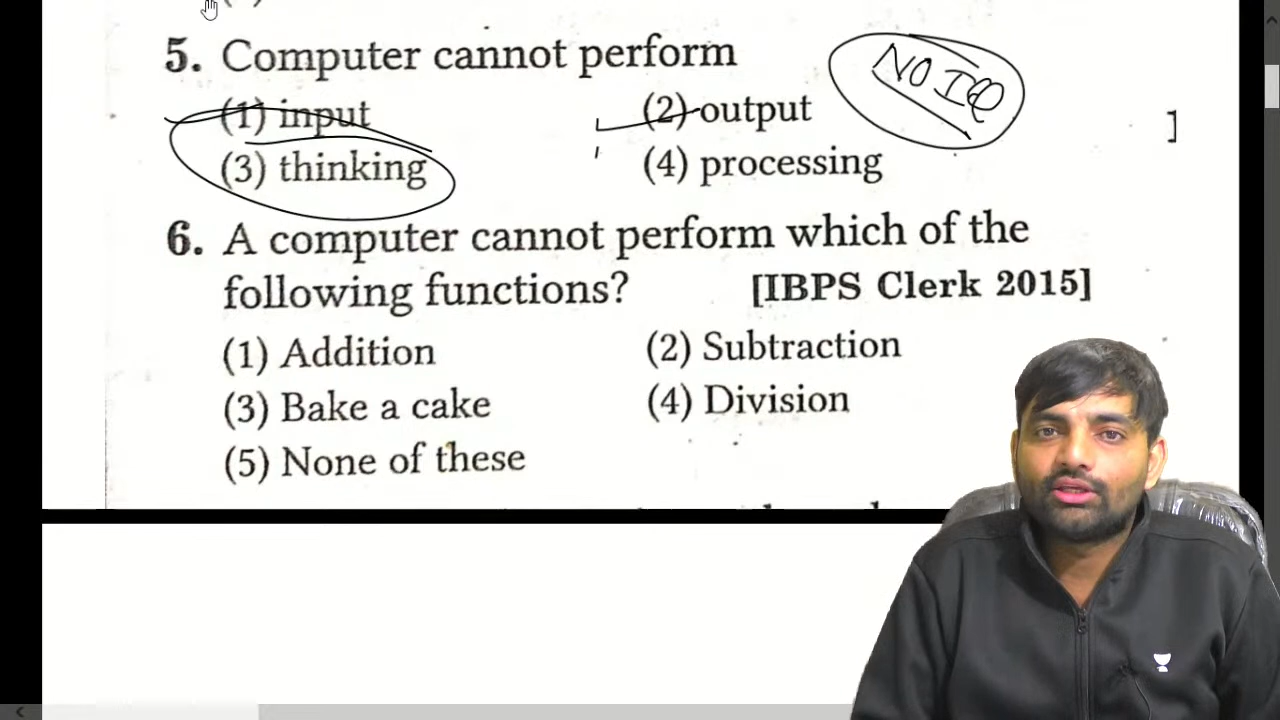 5. Computer cannot perform
NO IQ
(1) input (2) output
]
(3) thinking (4) processing
6. A computer cannot perform which of the
following functions? [IBPS Clerk 2015]
(1) Addition (2) Subtraction
(3) Bake a cake (4) Division
(5) None of these